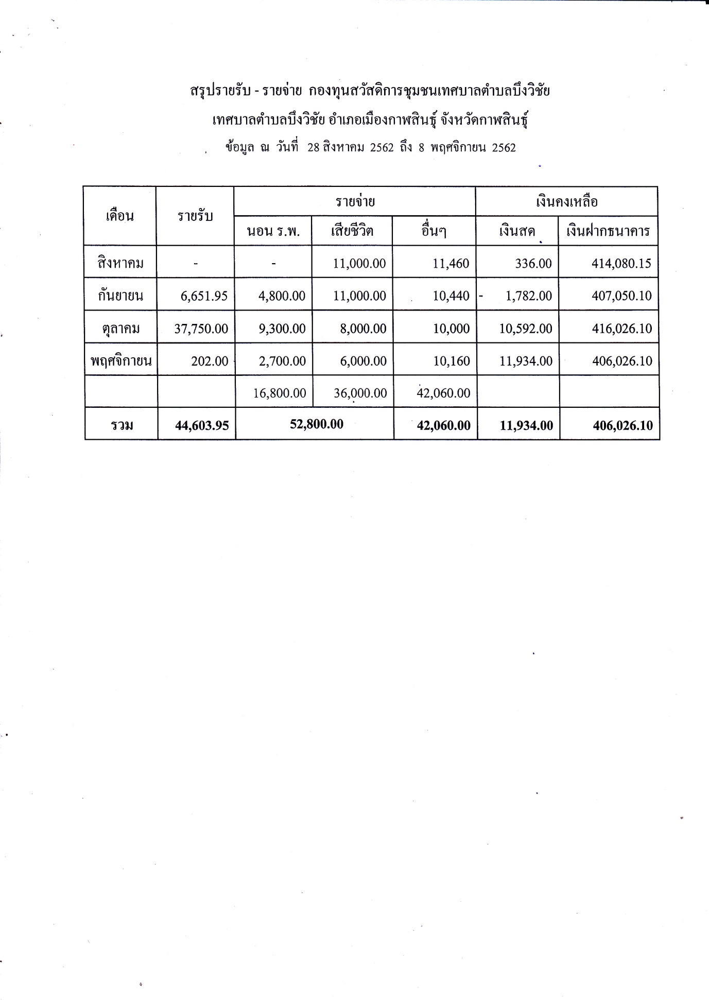 สรุปรายรับ - รายจ่าย กองทุนสวัสดิการชุมชนเทศบาลตำบลบึงวิชัย
เทศบาลตำบลบึงวิชัย อำเภอเมืองกาฬสินธุ์ จังหวัดกาฬสินธุ์
ข้อมูล ณ วันที่ 28 สิงหาคม 2562 ถึง 8 พฤศจิกายน 2562
เดือน รายรับ รายจ่าย เงินคงเหลือ
นอน ร.พ. เสียชีวิต อื่นๆ เงินสด เงินฝากธนาคาร
สิงหาคม - - 11,000.00 11,460 336.00 414,080.15
กันยายน 6,651.95 4,800.00 11,000.00 10,440 - 1,782.00 407,050.10
ตุลาคม 37,750.00 9,300.00 8,000.00 10,000 10,592.00 416,026.10
พฤศจิกายน 202.00 2,700.00 6,000.00 10,160 11,934.00 406,026.10
16,800.00 36,000.00 42,060.00
รวม 44,603.95 52,800.00 42,060.00 11,934.00 406,026.10